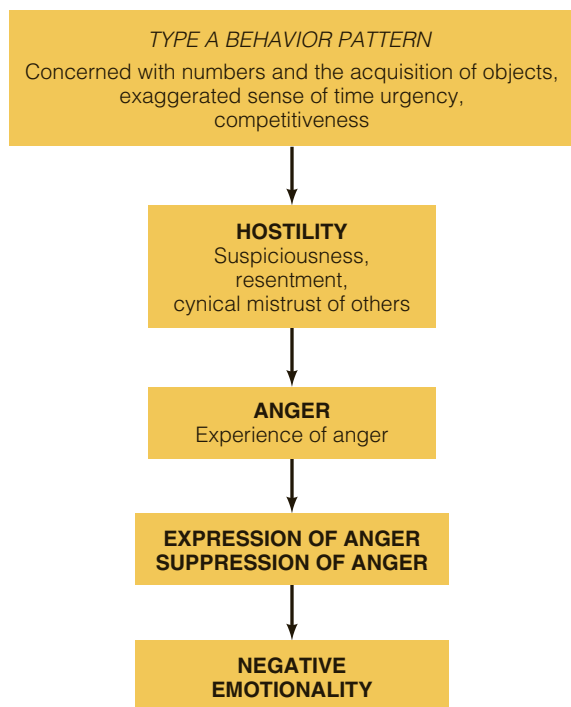 TYPE A BEHAVIOR PATTERN
Concerned with numbers and the acquisition of objects,
exaggerated sense of time urgency,
competitiveness
HOSTILITY
Suspiciousness,
resentment,
cynical mistrust of others
ANGER
Experience of anger
EXPRESSION OF ANGER
SUPPRESSION OF ANGER
NEGATIVE
EMOTIONALITY